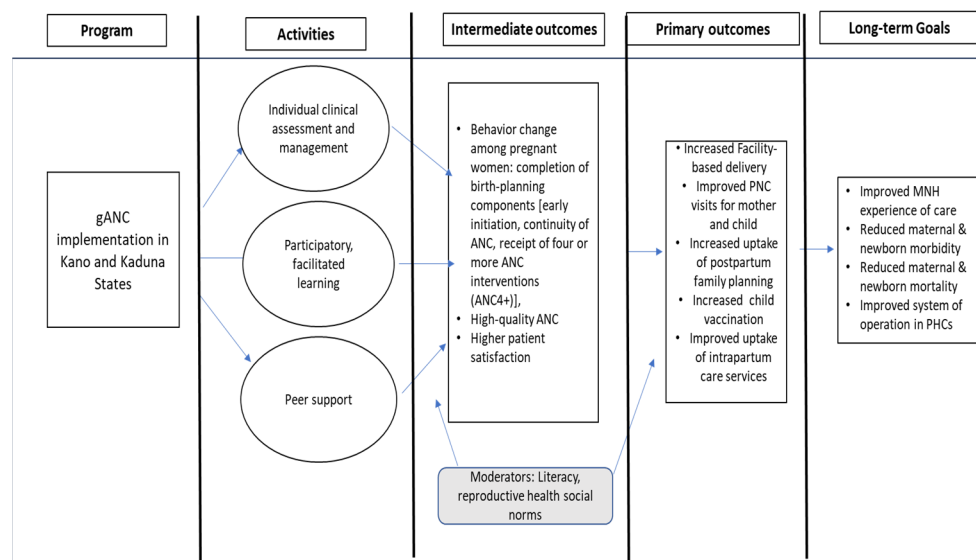 Program
Activities
Intermediate outcomes
Primary outcomes
Long-term Goals
gANC
implementation in
Kano and Kaduna
States
Individual clinical
assessment and
management
Participatory,
facilitated
learning
Peer support
• Behavior change
among pregnant
women: completion of
birth-planning
components [early
initiation, continuity of
ANC, receipt of four or
more ANC
interventions
(ANC4+)],
• High-quality ANC
• Higher patient
satisfaction
Moderators: Literacy,
reproductive health social
norms
• Increased Facility-
based delivery
• Improved PNC
visits for mother
and child
• Increased uptake
of postpartum
family planning
• Increased child
vaccination
• Improved uptake
of intrapartum
care services
• Improved MNH
experience of care
• Reduced maternal &
newborn morbidity
• Reduced maternal &
newborn mortality
• Improved system of
operation in PHCs